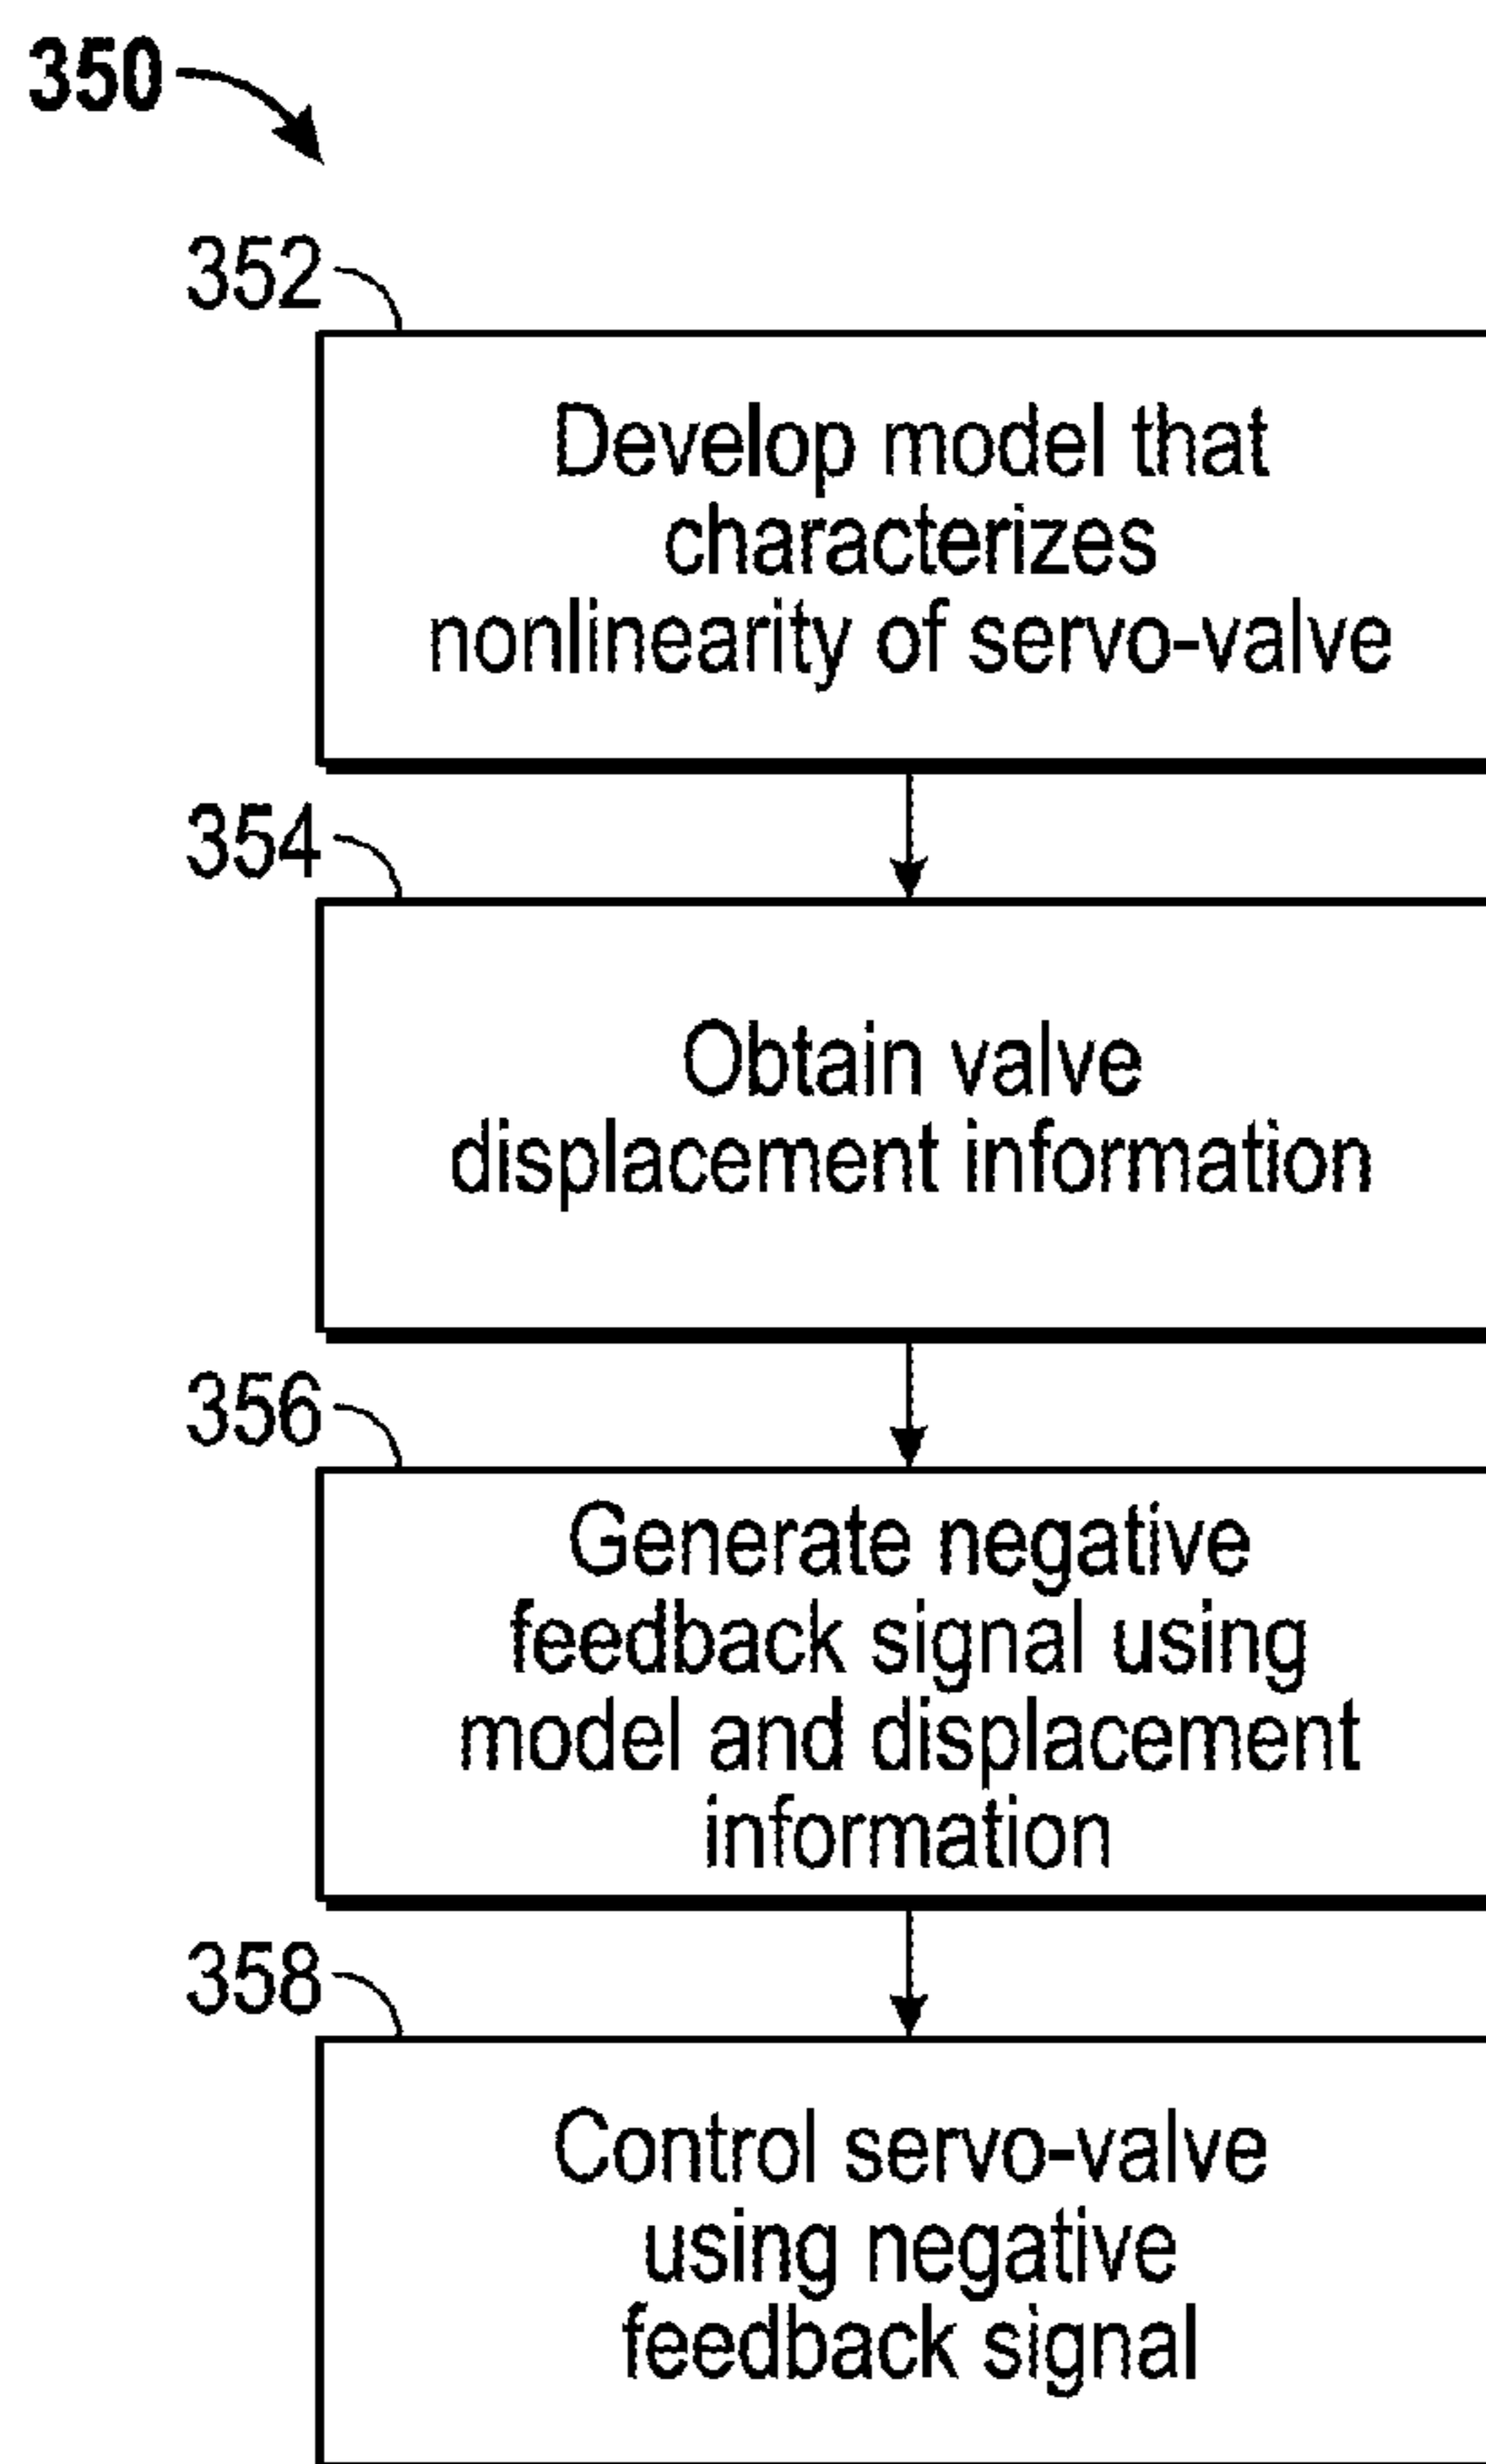 350
352
Develop model that
characterizes
nonlinearity of servo-valve
354
Obtain valve
displacement information
356
Generate negative
feedback signal using
model and displacement
information
358
Control servo-valve
using negative
feedback signal